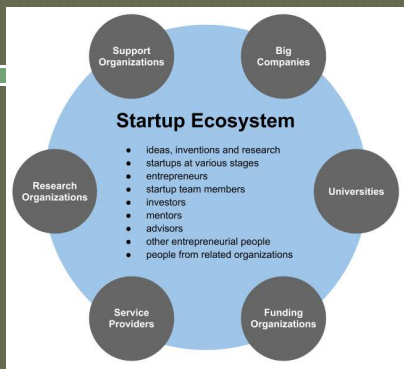 Support
Organizations
Big
Companies
Startup Ecosystem
● ideas, inventions and research
● startups at various stages
● entrepreneurs
● startup team members
● investors
● mentors
● advisors
● other entrepreneurial people
● people from related organizations
Research
Organizations
Universities
Service
Providers
Funding
Organizations